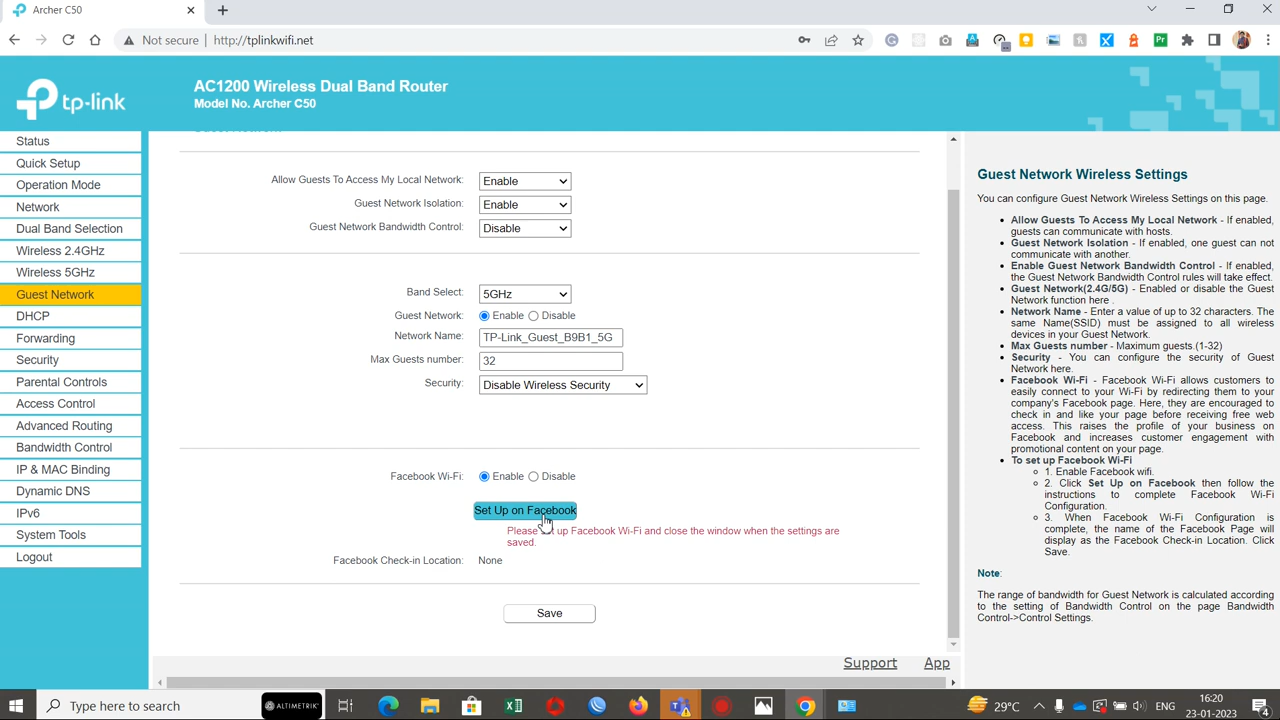 Archer C50
Not secure | http://tplinkwifi.net
tp-link
AC1200 Wireless Dual Band Router
Model No. Archer C50
Status
Quick Setup
Operation Mode
Network
Dual Band Selection
Wireless 2.4GHz
Wireless 5GHz
Guest Network
DHCP
Forwarding
Security
Parental Controls
Access Control
Advanced Routing
Bandwidth Control
IP & MAC Binding
Dynamic DNS
IPv6
System Tools
Logout
Allow Guests To Access My Local Network: Enable
Guest Network Isolation: Enable
Guest Network Bandwidth Control: Disable
Band Select: 5GHz
Guest Network: Enable Disable
Network Name: TP-Link_Guest_B9B1_5G
Max Guests number: 32
Security: Disable Wireless Security
Facebook Wi-Fi: Enable Disable
Set Up on Facebook
Please set up Facebook Wi-Fi and close the window when the settings are
saved.
Facebook Check-in Location: None
Save
Support App
Guest Network Wireless Settings
You can configure Guest Network Wireless Settings on this page
Allow Guests To Access My Local Network - If enabled,
guests can communicate with hosts.
Guest Network Isolation - If enabled, one guest can not
communicate with another.
Enable Guest Network Bandwidth Control - If enabled,
the Guest Network Bandwidth Control rules will take effect.
Guest Network(2.4G/5G) - Enabled or disable the Guest
Network function here .
Network Name - Enter a value of up to 32 characters. The
same Name(SSID) must be assigned to all wireless
devices in your Guest Network.
Max Guests number - Maximum guests.(1-32)
Security - You can configure the security of Guest
Network here.
Facebook Wi-Fi - Facebook Wi-Fi allows customers to
easily connect to your Wi-Fi by redirecting them to your
company's Facebook page. Here, they are encouraged to
check in and like your page before receiving free web
access. This raises the profile of your business on
Facebook and increases customer engagement with
promotional content on your page.
To set up Facebook Wi-Fi
1. Enable Facebook wifi.
2. Click Set Up on Facebook then follow the
instructions to complete Facebook Wi-Fi
Configuration.
3. When Facebook Wi-Fi Configuration is
complete, the name of the Facebook Page will
display as the Facebook Check-in Location. Click
Save.
Note:
The range of bandwidth for Guest Network is calculated according
to the setting of Bandwidth Control on the page Bandwidth
Control->Control Settings.
Type here to search
ALTIMETRIK
29°C
ENG
16:20
23-01-2023
4